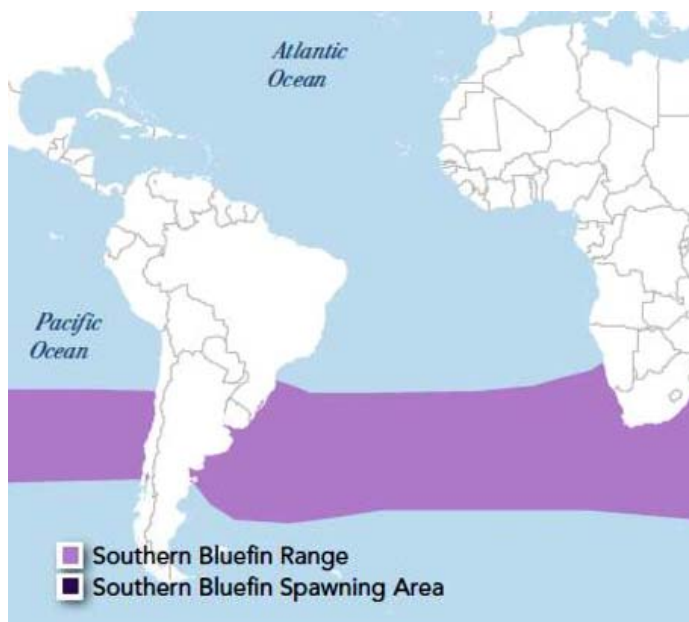 Atlantic
Ocean
Pacific
Ocean
Southern Bluefin Range
Southern Bluefin Spawning Area